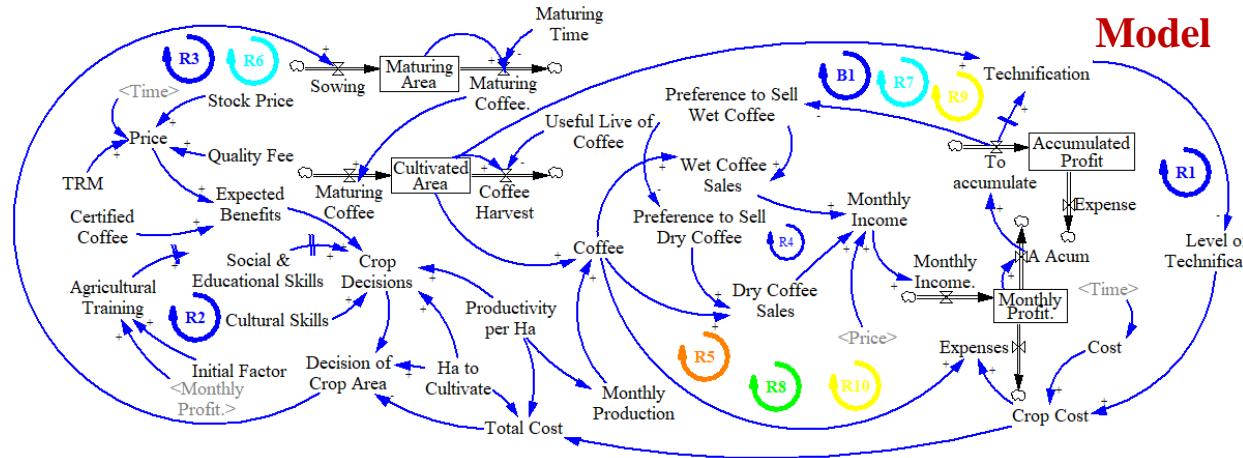 Model
R3
R6
Sowing
Maturing
Area
Maturing
Coffee.
Maturing
Time
<Time>
Stock Price
Price
Quality Fee
TRM
Expected
Benefits
Certified
Coffee
Social &
Educational Skills
Agricultural
Training
R2
Cultural Skills
Initial Factor
<Monthly
Profit.>
Crop
Decisions
Decision of
Crop Area
Ha to
Cultivate
Productivity
per Ha
Total Cost
Monthly
Production
Maturing
Coffee
Cultivated
Area
Coffee
Harvest
Useful Live of
Coffee
Coffee
Preference to Sell
Wet Coffee
Wet Coffee
Sales
Preference to Sell
Dry Coffee
R4
Dry Coffee
Sales
Monthly
Income
<Price>
R5
R8
R10
B1
R7
R9
Technification
To
accumulate
Accumulated
Profit
Expense
R1
A Acum
Monthly
Income.
Monthly
Profit.
Expenses
Level of
Technifica
<Time>
Cost
Crop Cost